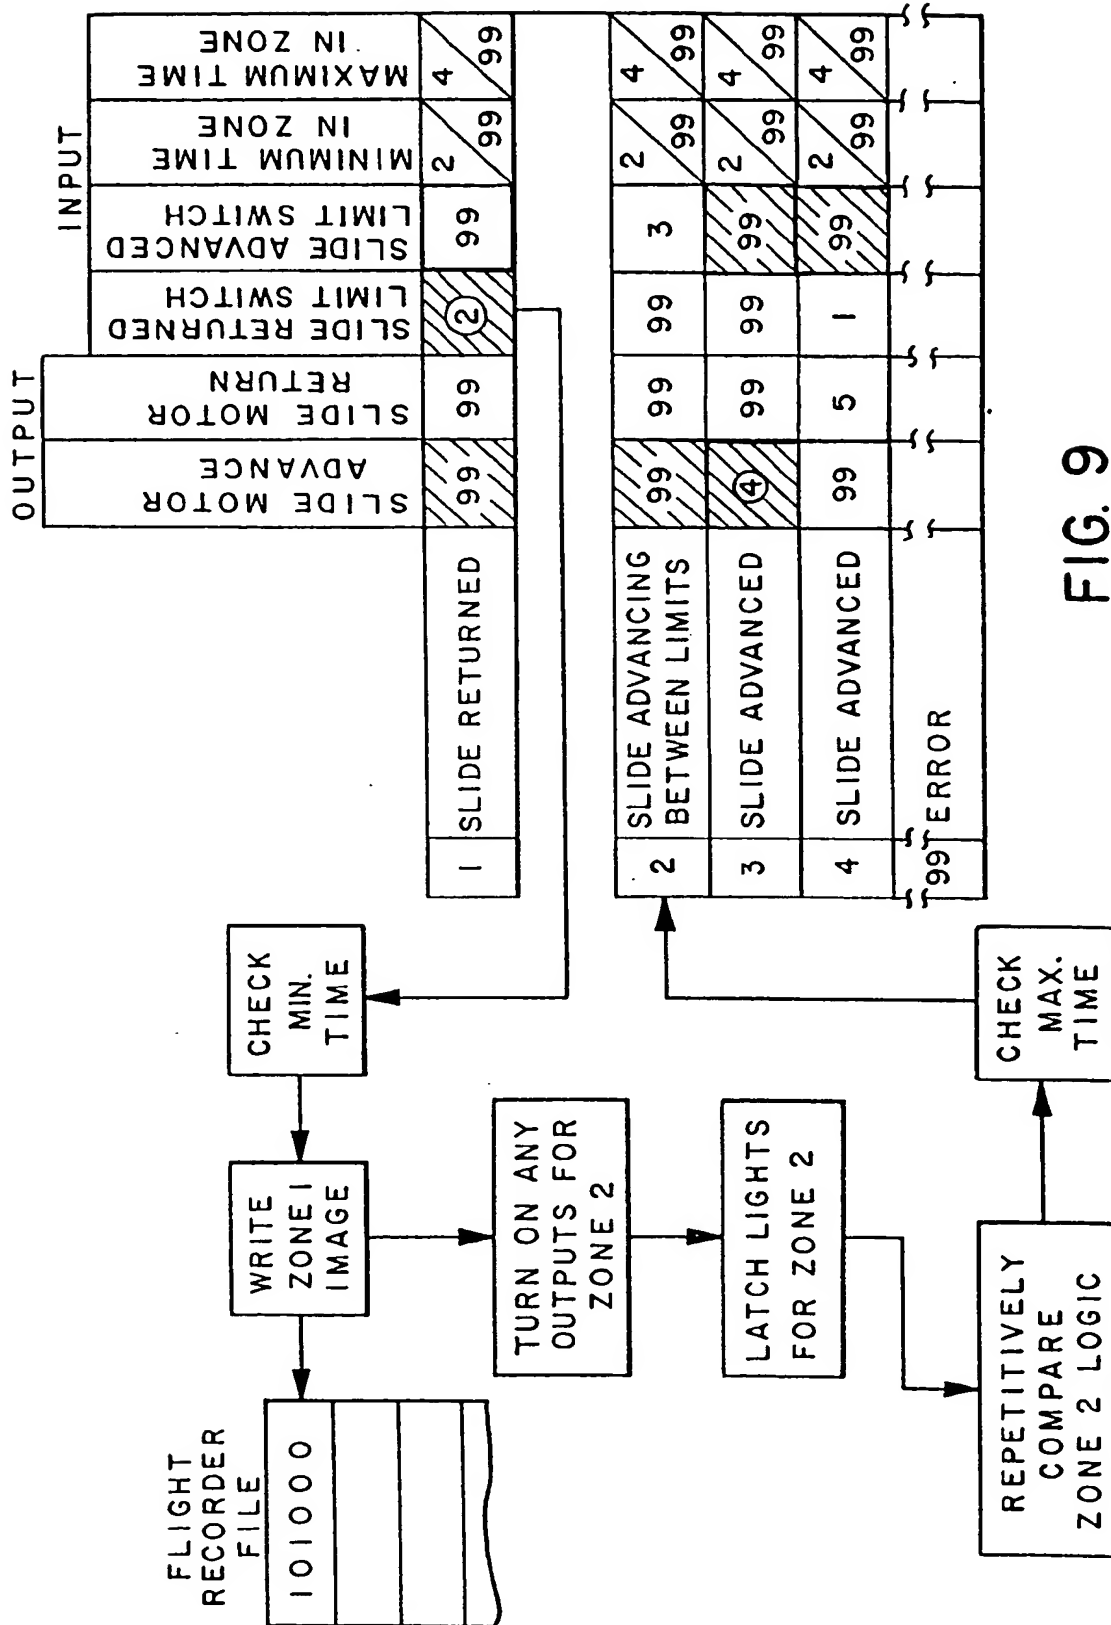 OUTPUT
INPUT
SLIDE MOTOR
ADVANCE
SLIDE MOTOR
RETURN
SLIDE RETURNED
LIMIT SWITCH
SLIDE ADVANCED
LIMIT SWITCH
MINIMUM TIME
IN ZONE
MAXIMUM TIME
IN ZONE
1 SLIDE RETURNED 99 99 2 99 2 99 4 99
2 SLIDE ADVANCING
BETWEEN LIMITS 99 99 99 3 2 99 4 99
3 SLIDE ADVANCED 4 99 99 99 2 99 4 99
4 SLIDE ADVANCED 99 5 1 99 2 99 4 99
99 ERROR
FLIGHT
RECORDER
FILE
101000
WRITE
ZONE 1
IMAGE
CHECK
MIN.
TIME
TURN ON ANY
OUTPUTS FOR
ZONE 2
LATCH LIGHTS
FOR ZONE 2
REPETITIVELY
COMPARE
ZONE 2 LOGIC
CHECK
MAX.
TIME
FIG. 9